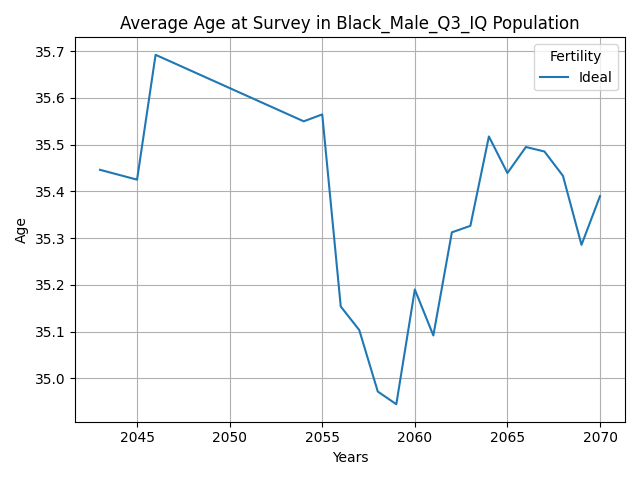 Average Age at Survey in Black_Male_Q3_IQ Population
Fertility
Ideal
35.7
35.6
35.5
35.4
35.3
35.2
35.1
35.0
Age
2045 2050 2055 2060 2065 2070
Years